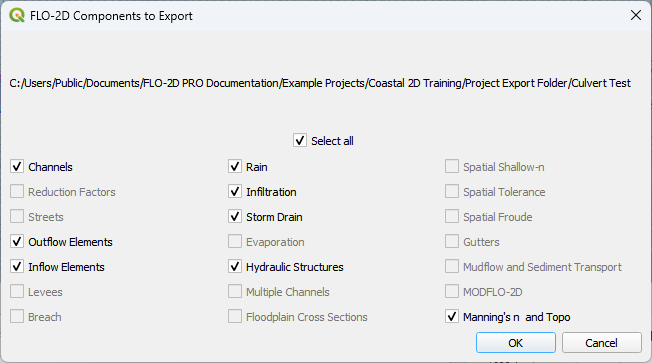 FLO-2D Components to Export
C:/Users/Public/Documents/FLO-2D PRO Documentation/Example Projects/Coastal 2D Training/Project Export Folder/Culvert Test
Select all
Channels Rain Spatial Shallow-n
Reduction Factors Infiltration Spatial Tolerance
Streets Storm Drain Spatial Froude
Outflow Elements Evaporation Gutters
Inflow Elements Hydraulic Structures Mudflow and Sediment Transport
Levees Multiple Channels MODFLO-2D
Breach Floodplain Cross Sections Manning's n and Topo
OK Cancel